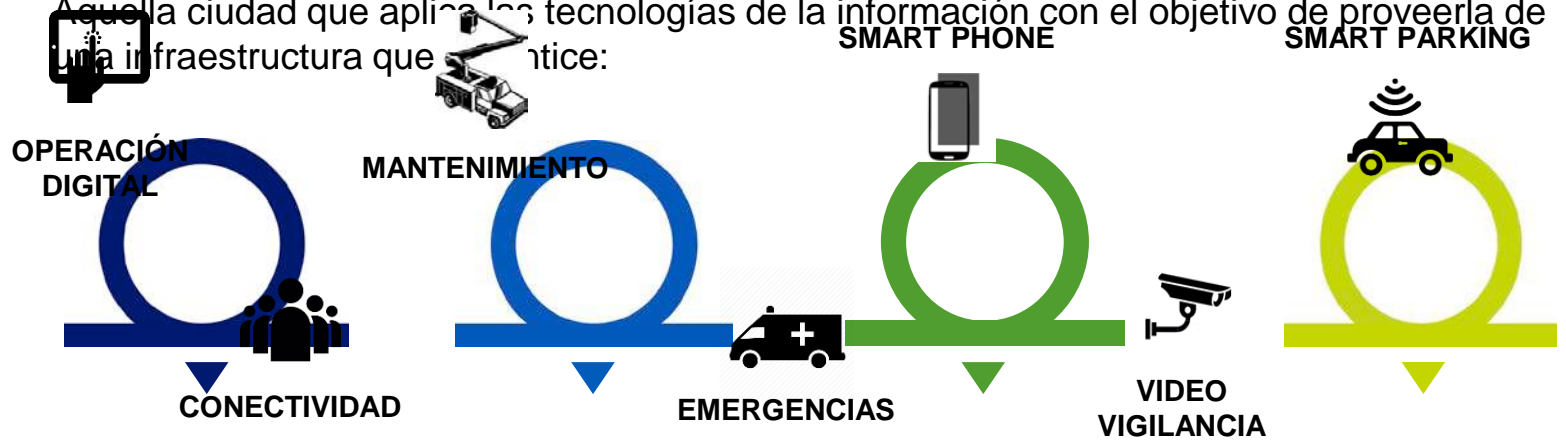 Aquella ciudad que aplica las tecnologías de la información con el objetivo de proveerla de
una infraestructura que
SMART PHONE
SMART PARKING
OPERACIÓN
DIGITAL
MANTENIMIENTO
CONECTIVIDAD
EMERGENCIAS
VIDEO
VIGILANCIA